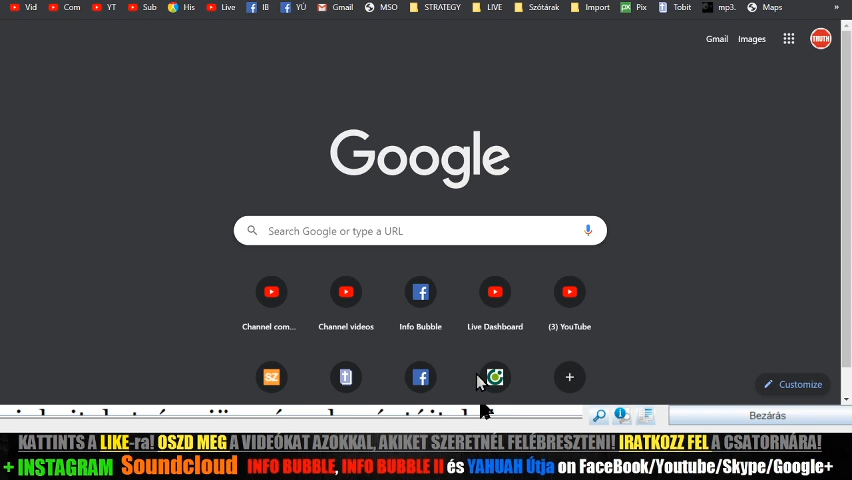 Vid Com YT Sub His Live IB YÚ Gmail MSO STRATEGY LIVE Szótárak Import Pix Tobit mp3. Maps »
Gmail Images TRUTH
Google
Search Google or type a URL
Channel com... Channel videos Info Bubble Live Dashboard (3) YouTube
SZ
Customize
Bezárás
KATTINTS A LIKE-ra! OSZD MEG A VIDEÓKAT AZOKKAL, AKIKET SZERETNÉL FELÉBRESZTENI! IRATKOZZ FEL A CSATORNÁRA!
+ INSTAGRAM Soundcloud INFO BUBBLE, INFO BUBBLE II és YAHUAH Útja on FaceBook/Youtube/Skype/Google+